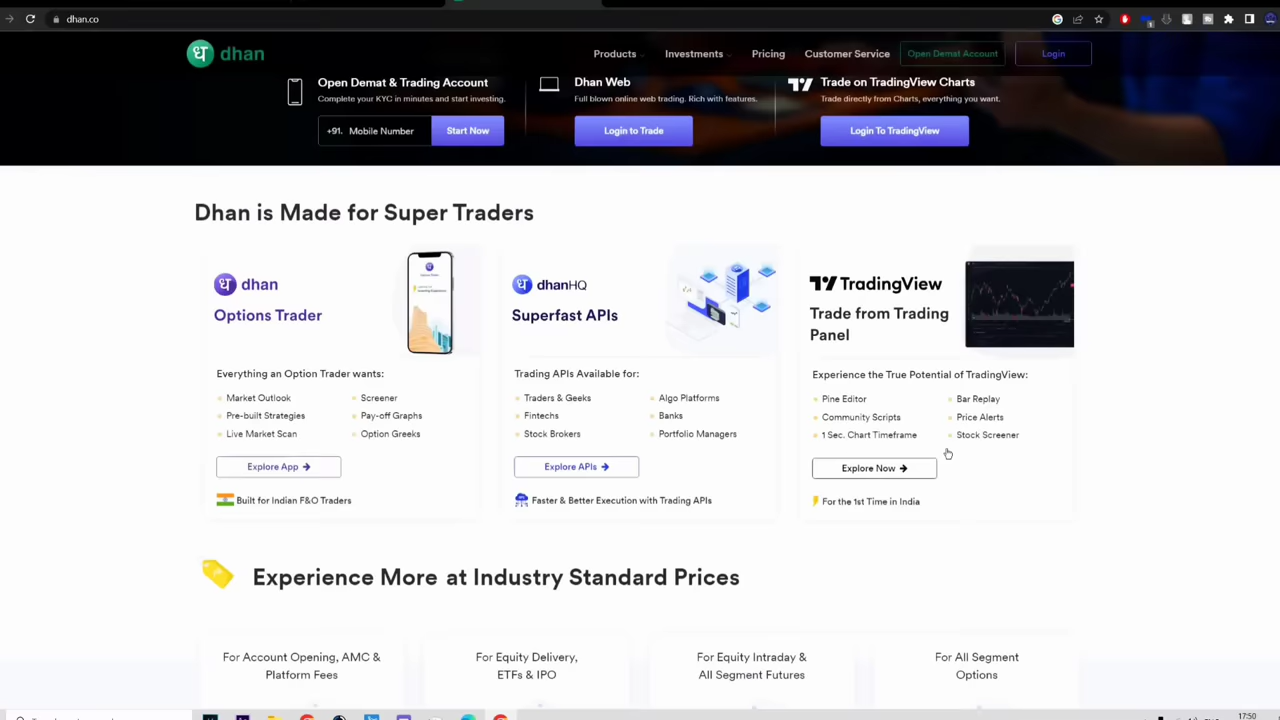 dhan.co
ध dhan
Products
Investments
Pricing
Customer Service
Open Demat Account
Login
Open Demat & Trading Account
Complete your KYC in minutes and start investing.
+91. Mobile Number
Start Now
Dhan Web
Full blown online web trading. Rich with features.
Login to Trade
Trade on TradingView Charts
Trade directly from Charts, everything you want.
Login To TradingView
Dhan is Made for Super Traders
ध dhan
Options Trader
Everything an Option Trader wants:
Market Outlook
Screener
Pre-built Strategies
Pay-off Graphs
Live Market Scan
Option Greeks
Explore App →
Built for Indian F&O Traders
ध dhanHQ
Superfast APIs
Trading APIs Available for:
Traders & Geeks
Algo Platforms
Fintechs
Banks
Stock Brokers
Portfolio Managers
Explore APIs →
Faster & Better Execution with Trading APIs
TradingView
Trade from Trading
Panel
Experience the True Potential of TradingView:
Pine Editor
Bar Replay
Community Scripts
Price Alerts
1 Sec. Chart Timeframe
Stock Screener
Explore Now →
For the 1st Time in India
Experience More at Industry Standard Prices
For Account Opening, AMC &
Platform Fees
For Equity Delivery,
ETFs & IPO
For Equity Intraday &
All Segment Futures
For All Segment
Options
17:50